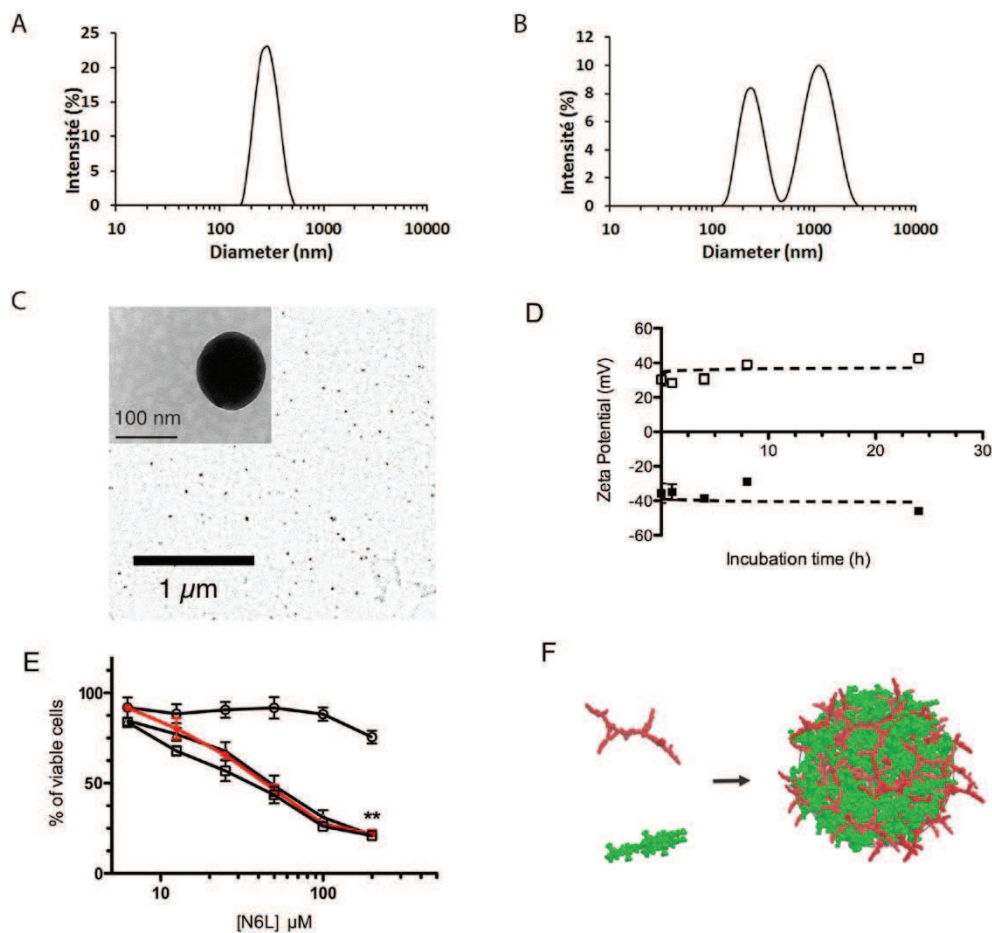 A
Intensité (%)
25
20
15
10
5
0
10 100 1000 10000
Diameter (nm)
B
Intensité (%)
12
10
8
6
4
2
0
10 100 1000 10000
Diameter (nm)
C
100 nm
1 µm
D
Zeta Potential (mV)
60
40
20
0
-20
-40
-60
10 20 30
Incubation time (h)
E
% of viable cells
100
50
0
**
10 100
[N6L] µM
F